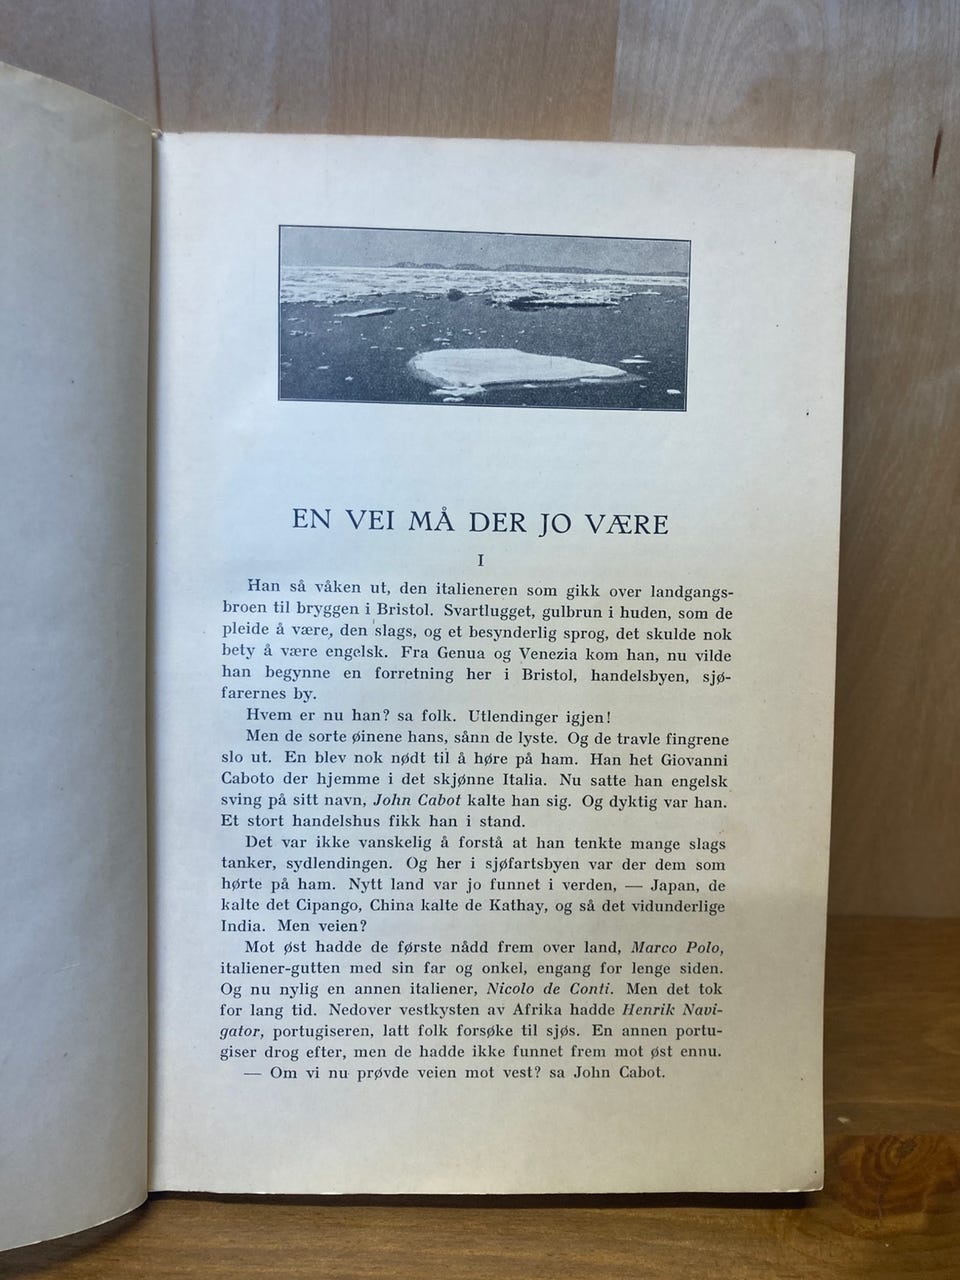 EN VEI MÅ DER JO VÆRE
I
Han så våken ut, den italieneren som gikk over landgangs-
broen til bryggen i Bristol. Svartlugget, gulbrun i huden, som de
pleide å være, den slags, og et besynderlig sprog, det skulde nok
bety å være engelsk. Fra Genua og Venezia kom han, nu vilde
han begynne en forretning her i Bristol, handelsbyen, sjø-
farernes by.
Hvem er nu han? sa folk. Utlendinger igjen!
Men de sorte øinene hans, sånn de lyste. Og de travle fingrene
slo ut. En blev nok nødt til å høre på ham. Han het Giovanni
Caboto der hjemme i det skjønne Italia. Nu satte han engelsk
sving på sitt navn, John Cabot kalte han sig. Og dyktig var han.
Et stort handelshus fikk han i stand.
Det var ikke vanskelig å forstå at han tenkte mange slags
tanker, sydlendingen. Og her i sjøfartsbyen var der dem som
hørte på ham. Nytt land var jo funnet i verden, — Japan, de
kalte det Cipango, China kalte de Kathay, og så det vidunderlige
India. Men veien?
Mot øst hadde de første nådd frem over land, Marco Polo,
italiener-gutten med sin far og onkel, engang for lenge siden.
Og nu nylig en annen italiener, Nicolo de Conti. Men det tok
for lang tid. Nedover vestkysten av Afrika hadde Henrik Navi-
gator, portugiseren, latt folk forsøke til sjøs. En annen portu-
giser drog efter, men de hadde ikke funnet frem mot øst ennu.
— Om vi nu prøvde veien mot vest? sa John Cabot.